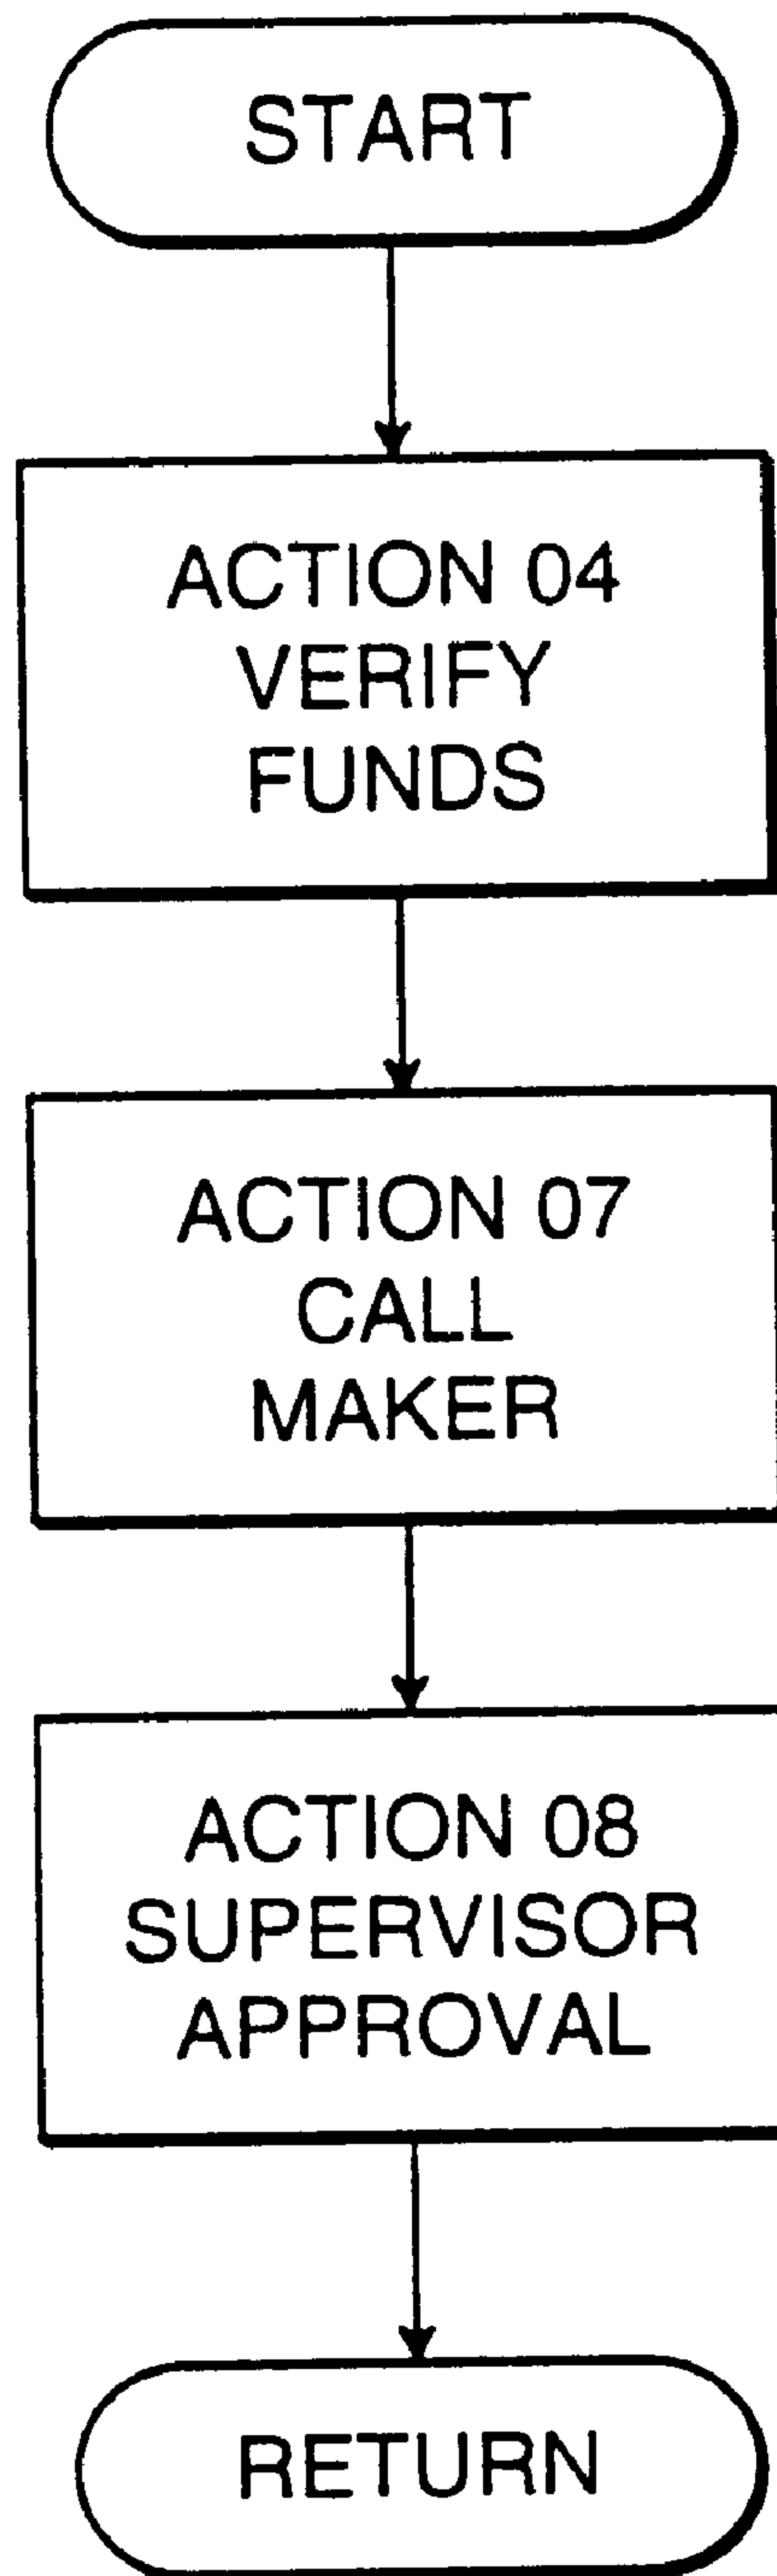 START
ACTION 04
VERIFY
FUNDS
ACTION 07
CALL
MAKER
ACTION 08
SUPERVISOR
APPROVAL
RETURN